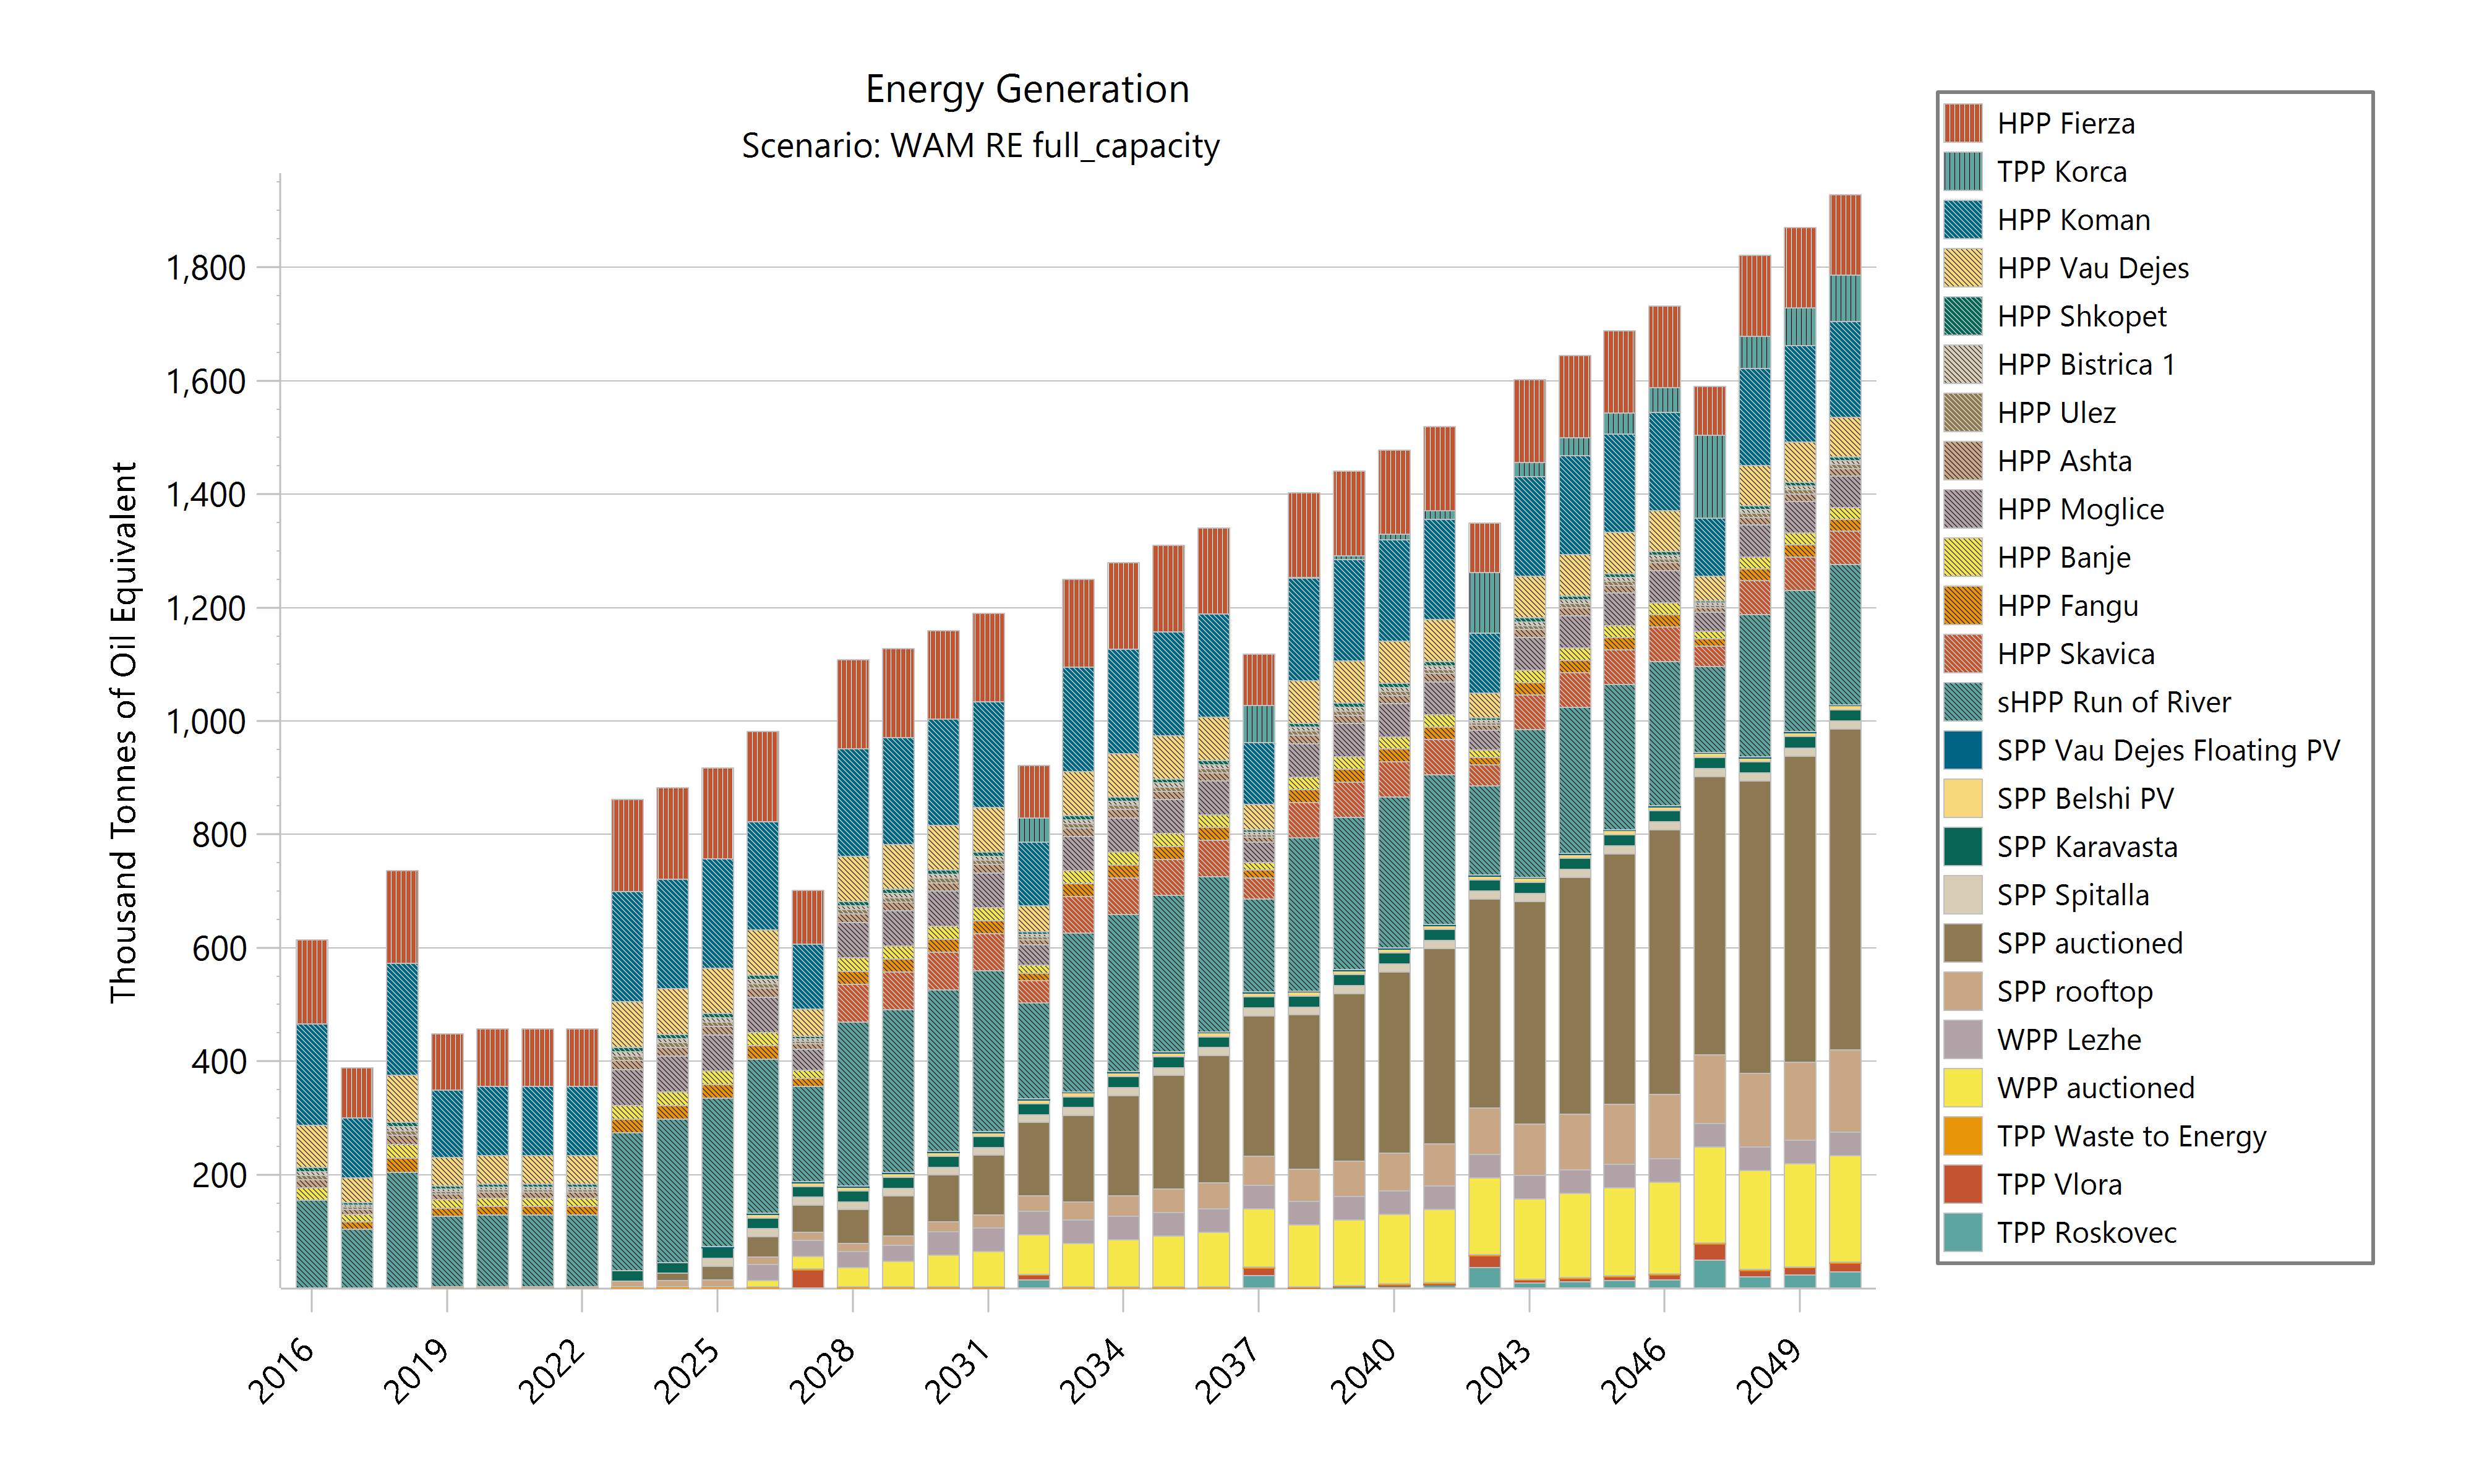 Energy Generation
Scenario: WAM RE full_capacity
Thousand Tonnes of Oil Equivalent
1,800
1,600
1,400
1,200
1,000
800
600
400
200
2016
2019
2022
2025
2028
2031
2034
2037
2040
2043
2046
2049
HPP Fierza
TPP Korca
HPP Koman
HPP Vau Dejes
HPP Shkopet
HPP Bistrica 1
HPP Ulez
HPP Ashta
HPP Moglice
HPP Banje
HPP Fangu
HPP Skavica
sHPP Run of River
SPP Vau Dejes Floating PV
SPP Belshi PV
SPP Karavasta
SPP Spitalla
SPP auctioned
SPP rooftop
WPP Lezhe
WPP auctioned
TPP Waste to Energy
TPP Vlora
TPP Roskovec